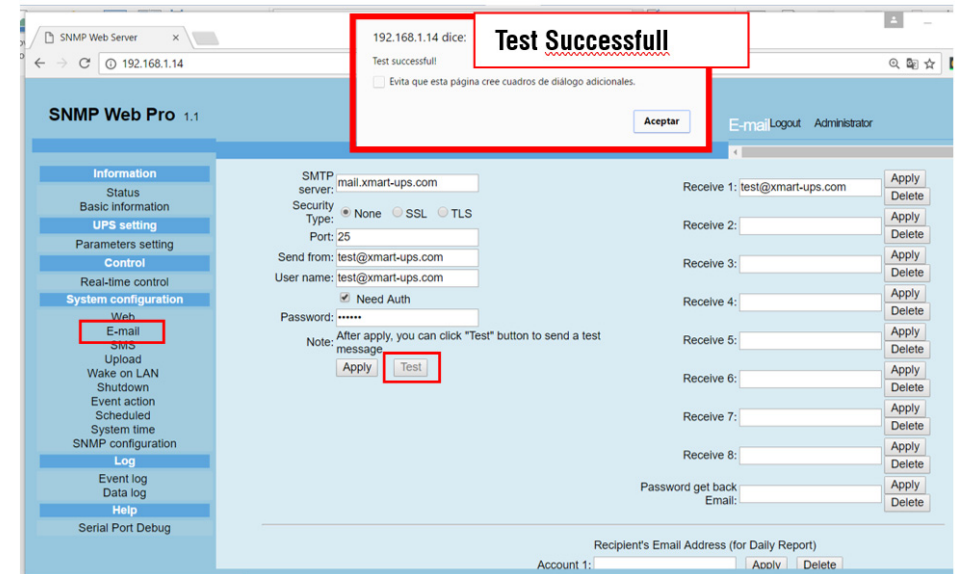 SNMP Web Server
192.168.1.14
192.168.1.14 dice:
Test successful!
Evita que esta página cree cuadros de diálogo adicionales.
Aceptar
Test Successfull
SNMP Web Pro 1.1
E-mail Logout Administrator
Information
Status
Basic information
UPS setting
Parameters setting
Control
Real-time control
System configuration
Web
E-mail
SMS
Upload
Wake on LAN
Shutdown
Event action
Scheduled
System time
SNMP configuration
Log
Event log
Data log
Help
Serial Port Debug
SMTP server: mail.xmart-ups.com
Security Type: None SSL TLS
Port: 25
Send from: test@xmart-ups.com
User name: test@xmart-ups.com
Need Auth
Password: ••••••
Note: After apply, you can click "Test" button to send a test
message.
Apply Test
Receive 1: test@xmart-ups.com Apply
Delete
Receive 2: Apply
Delete
Receive 3: Apply
Delete
Receive 4: Apply
Delete
Receive 5: Apply
Delete
Receive 6: Apply
Delete
Receive 7: Apply
Delete
Receive 8: Apply
Delete
Password get back Email: Apply
Delete
Recipient's Email Address (for Daily Report)
Account 1: Apply Delete